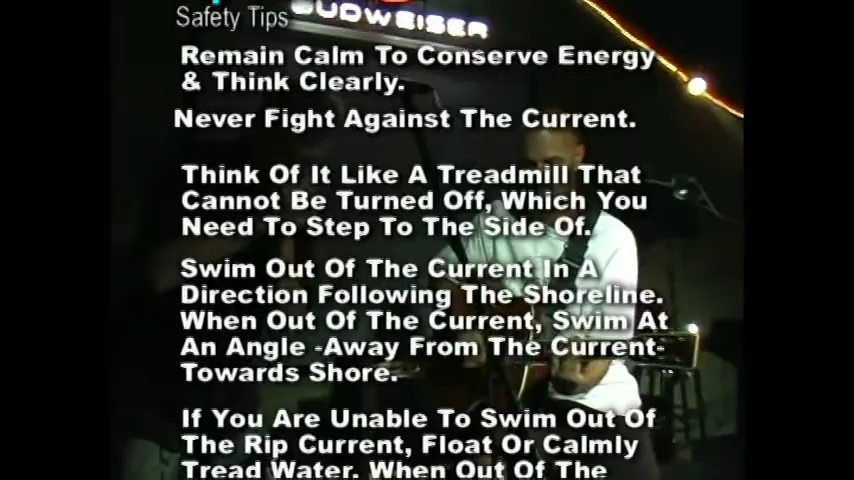 BUDWEISER
Safety Tips
Remain Calm To Conserve Energy
& Think Clearly.
Never Fight Against The Current.
Think Of It Like A Treadmill That
Cannot Be Turned Off, Which You
Need To Step To The Side Of.
Swim Out Of The Current In A
Direction Following The Shoreline.
When Out Of The Current, Swim At
An Angle -Away From The Current-
Towards Shore.
If You Are Unable To Swim Out Of
The Rip Current, Float Or Calmly
Tread Water. When Out Of The